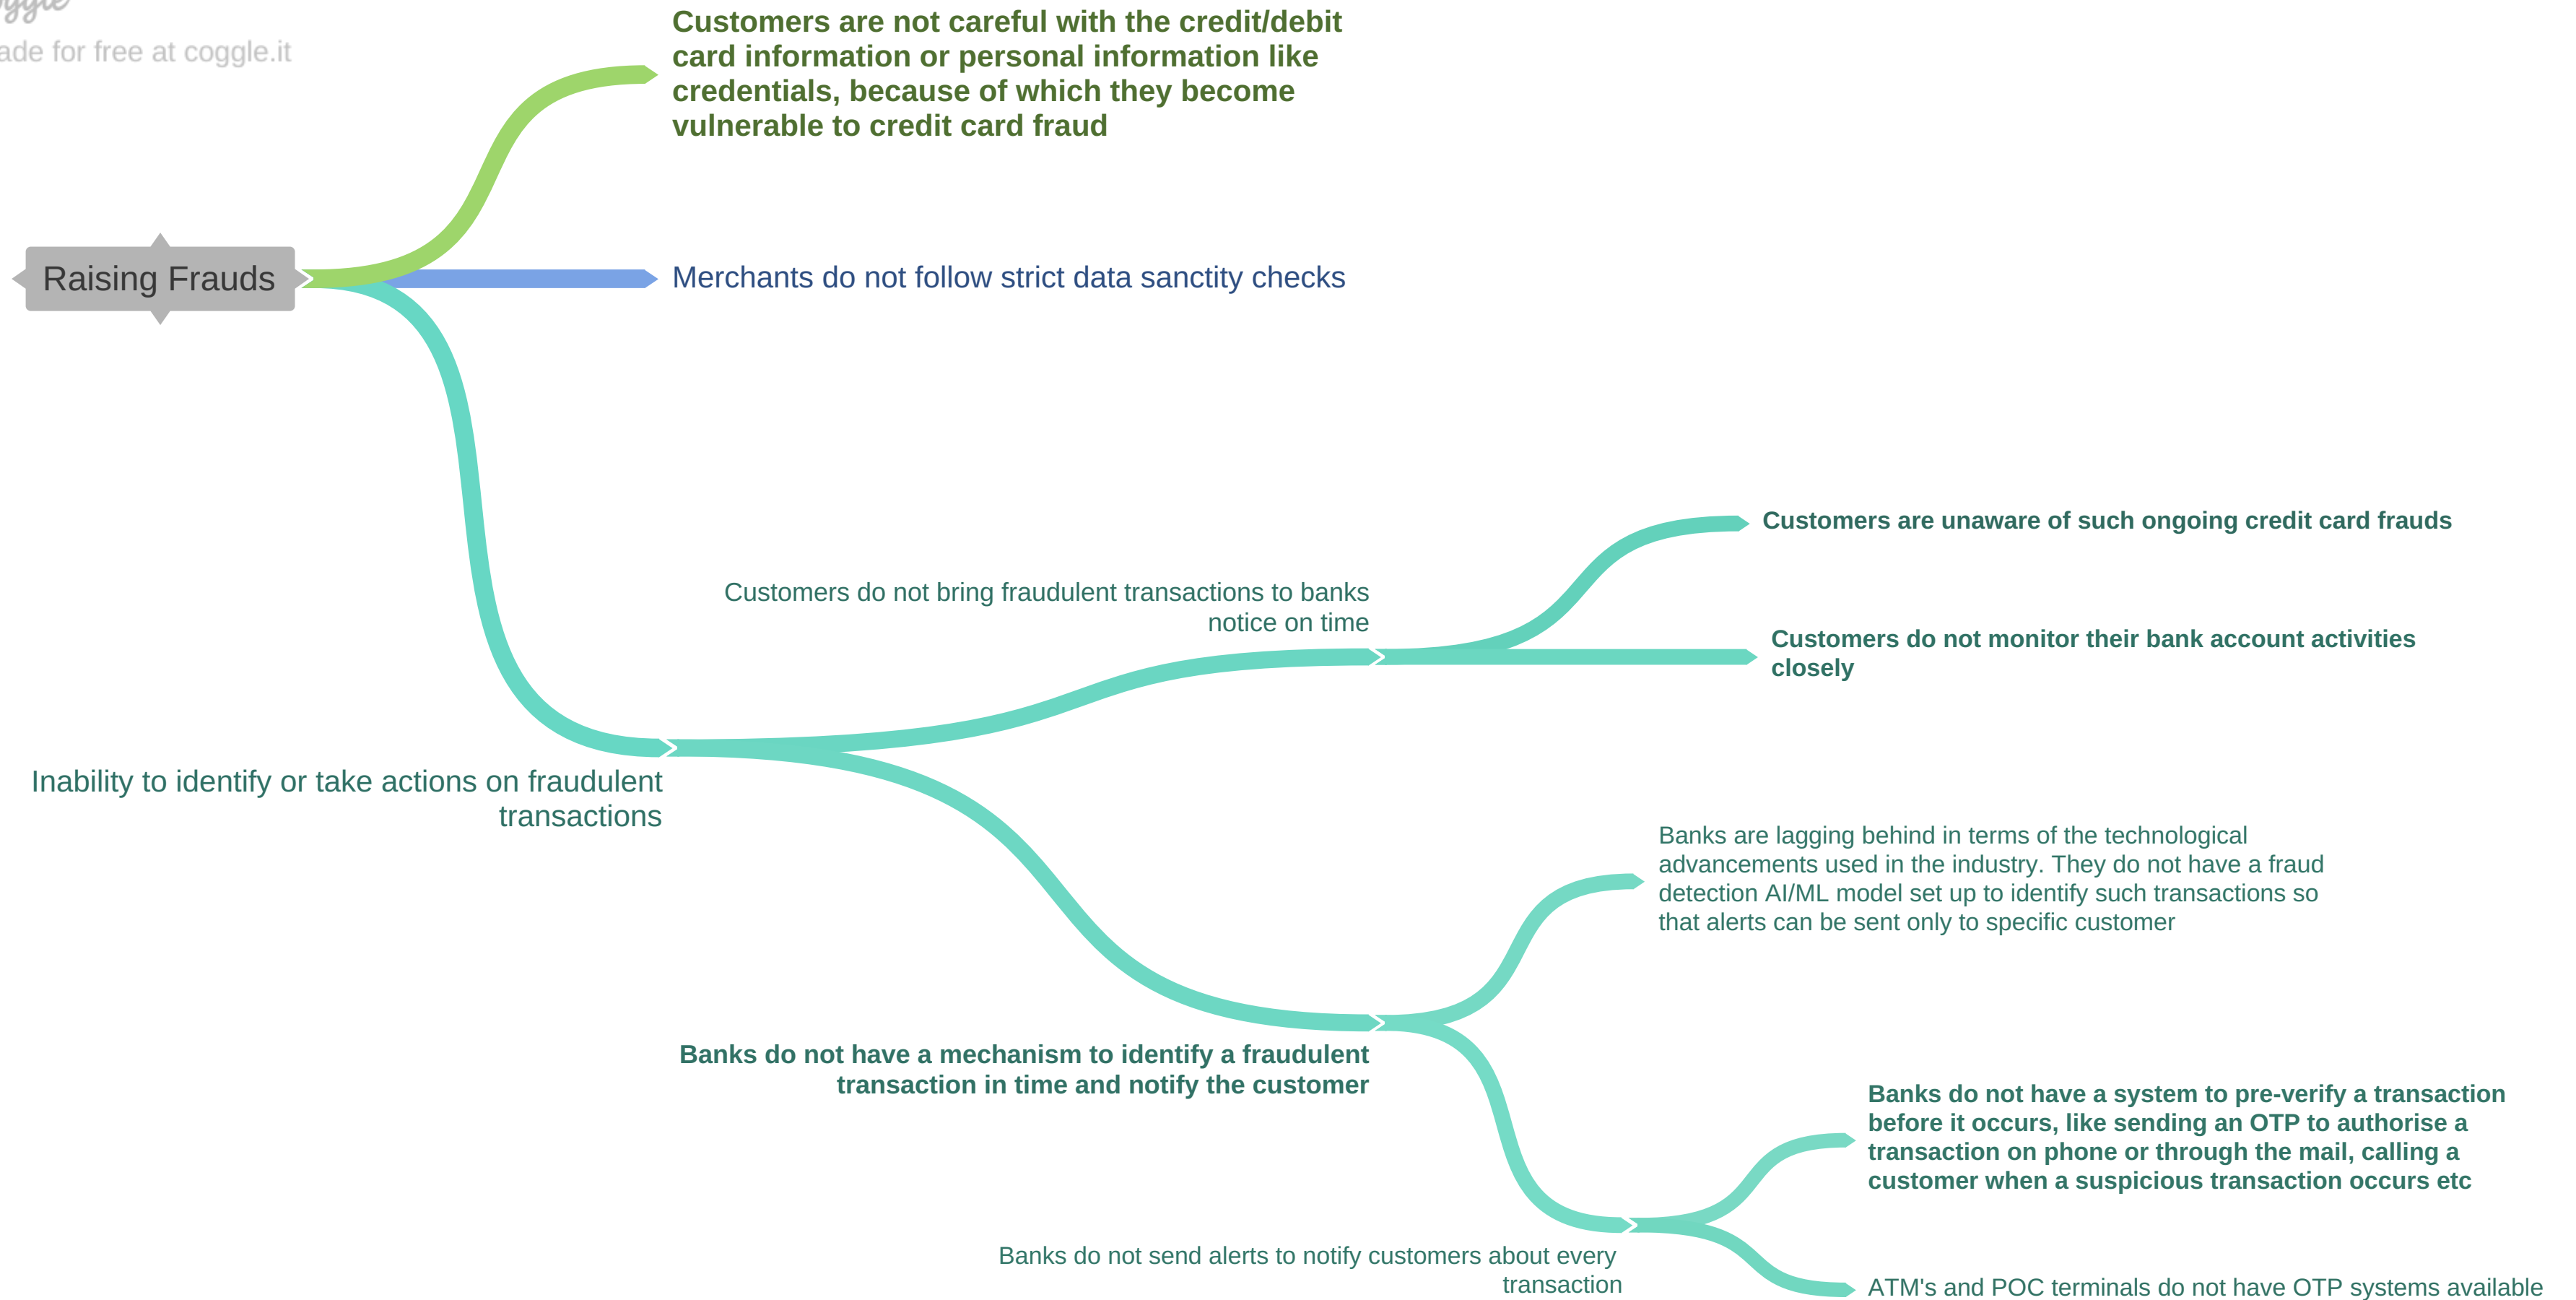 ade for free at coggle.it
Customers are not careful with the credit/debit
card information or personal information like
credentials, because of which they become
vulnerable to credit card fraud
Raising Frauds
Merchants do not follow strict data sanctity checks
Customers are unaware of such ongoing credit card frauds
Customers do not bring fraudulent transactions to banks
notice on time
Customers do not monitor their bank account activities
closely
Inability to identify or take actions on fraudulent
transactions
Banks are lagging behind in terms of the technological
advancements used in the industry. They do not have a fraud
detection AI/ML model set up to identify such transactions so
that alerts can be sent only to specific customer
Banks do not have a mechanism to identify a fraudulent
transaction in time and notify the customer
Banks do not have a system to pre-verify a transaction
before it occurs, like sending an OTP to authorise a
transaction on phone or through the mail, calling a
customer when a suspicious transaction occurs etc
Banks do not send alerts to notify customers about every
transaction
ATM's and POC terminals do not have OTP systems available